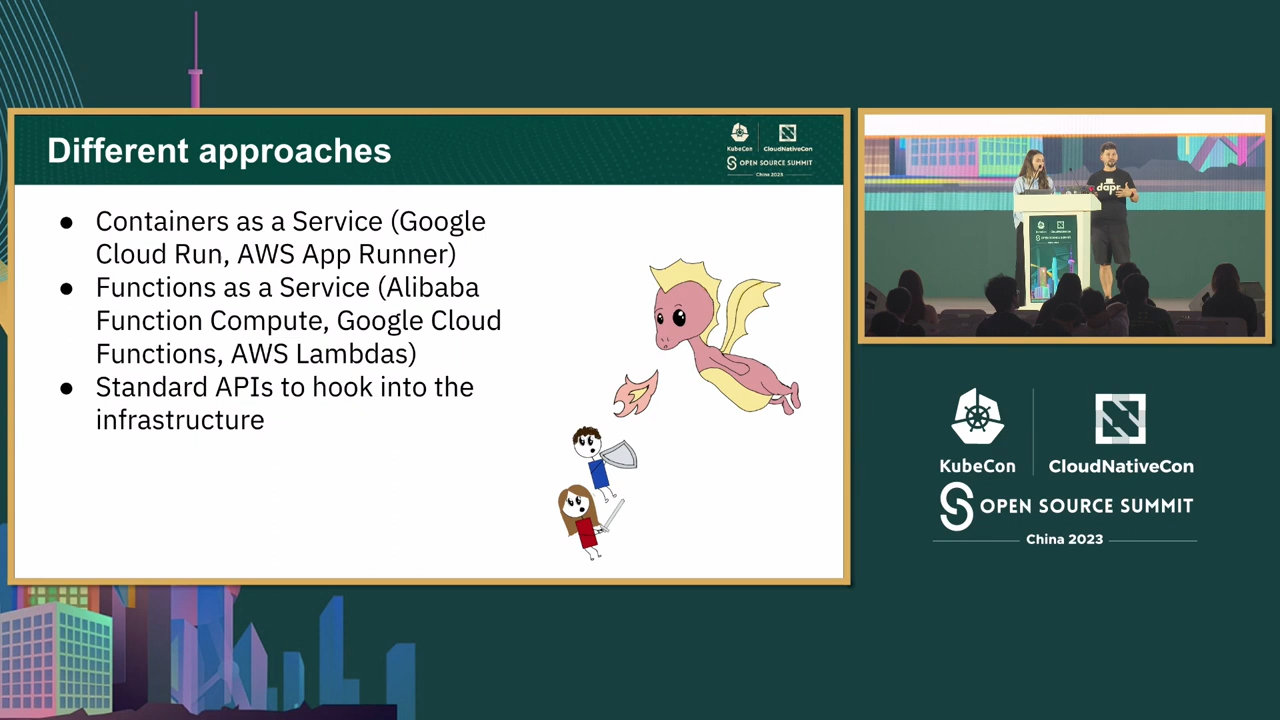 Different approaches
KubeCon
CloudNativeCon
OPEN SOURCE SUMMIT
China 2023
● Containers as a Service (Google
Cloud Run, AWS App Runner)
● Functions as a Service (Alibaba
Function Compute, Google Cloud
Functions, AWS Lambdas)
● Standard APIs to hook into the
infrastructure
dapr
KubeCon
CloudNativeCon
OPEN SOURCE SUMMIT
China 2023